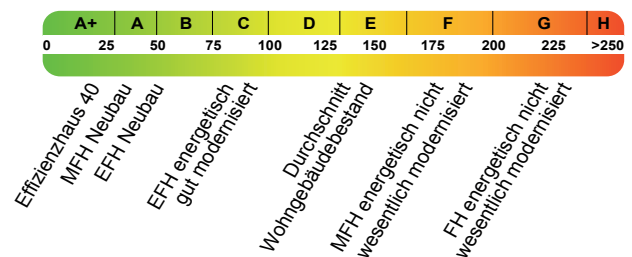 A+ A B C D E F G H
0 25 50 75 100 125 150 175 200 225 >250
Effizienzhaus 40
MFH Neubau
EFH Neubau
EFH energetisch
gut modernisiert
Durchschnitt
Wohngebäudebestand
MFH energetisch nicht
wesentlich modernisiert
FH energetisch nicht
wesentlich modernisiert